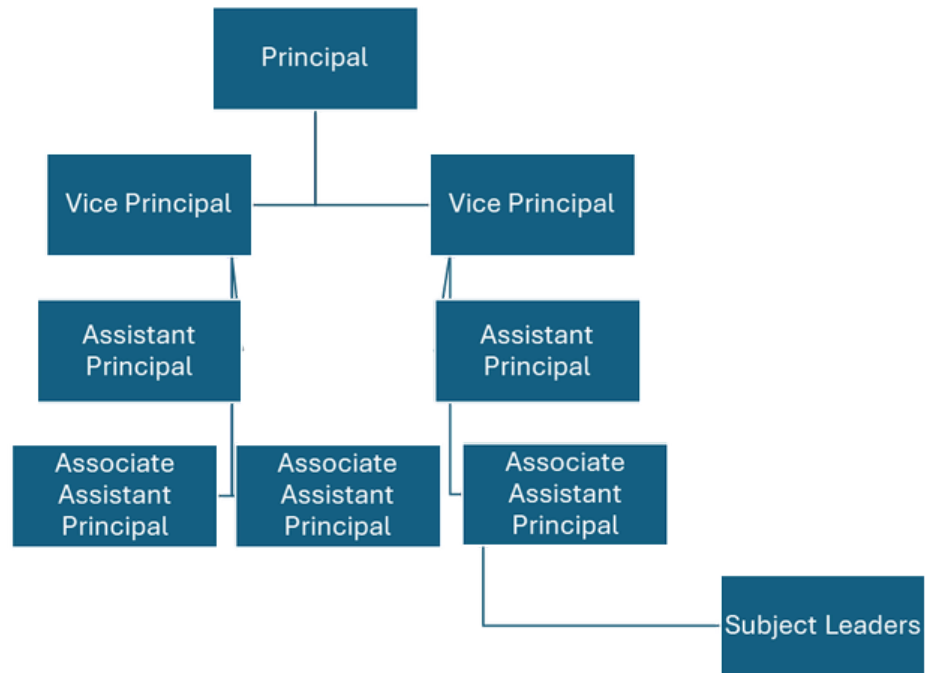 Principal
Vice Principal
Vice Principal
Assistant
Principal
Assistant
Principal
Associate
Assistant
Principal
Associate
Assistant
Principal
Associate
Assistant
Principal
Subject Leaders